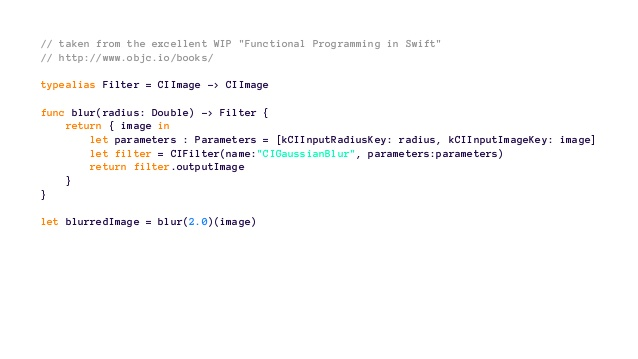 // taken from the excellent WIP "Functional Programming in Swift"
// http://www.objc.io/books/
typealias Filter = CIImage -> CIImage
func blur(radius: Double) -> Filter {
    return { image in
        let parameters : Parameters = [kCIInputRadiusKey: radius, kCIInputImageKey: image]
        let filter = CIFilter(name:"CIGaussianBlur", parameters:parameters)
        return filter.outputImage
    }
}
let blurredImage = blur(2.0)(image)